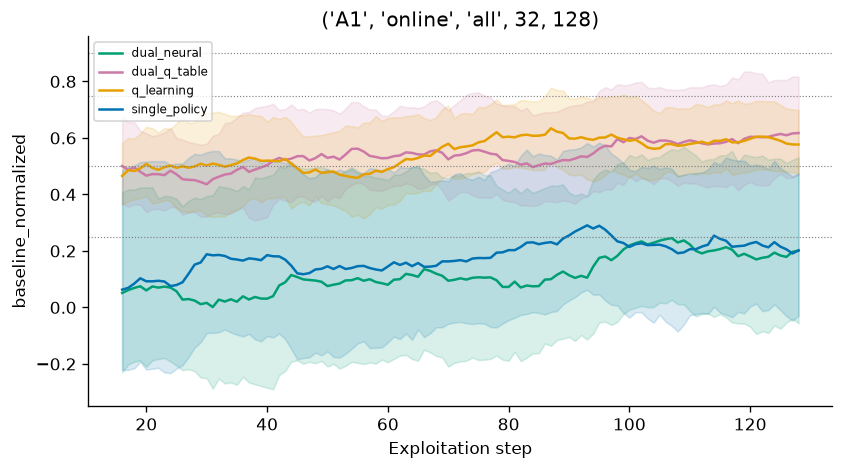 ('A1', 'online', 'all', 32, 128)
dual_neural
dual_q_table
q_learning
single_policy
baseline_normalized
0.8
0.6
0.4
0.2
0.0
−0.2
20
40
60
80
100
120
Exploitation step